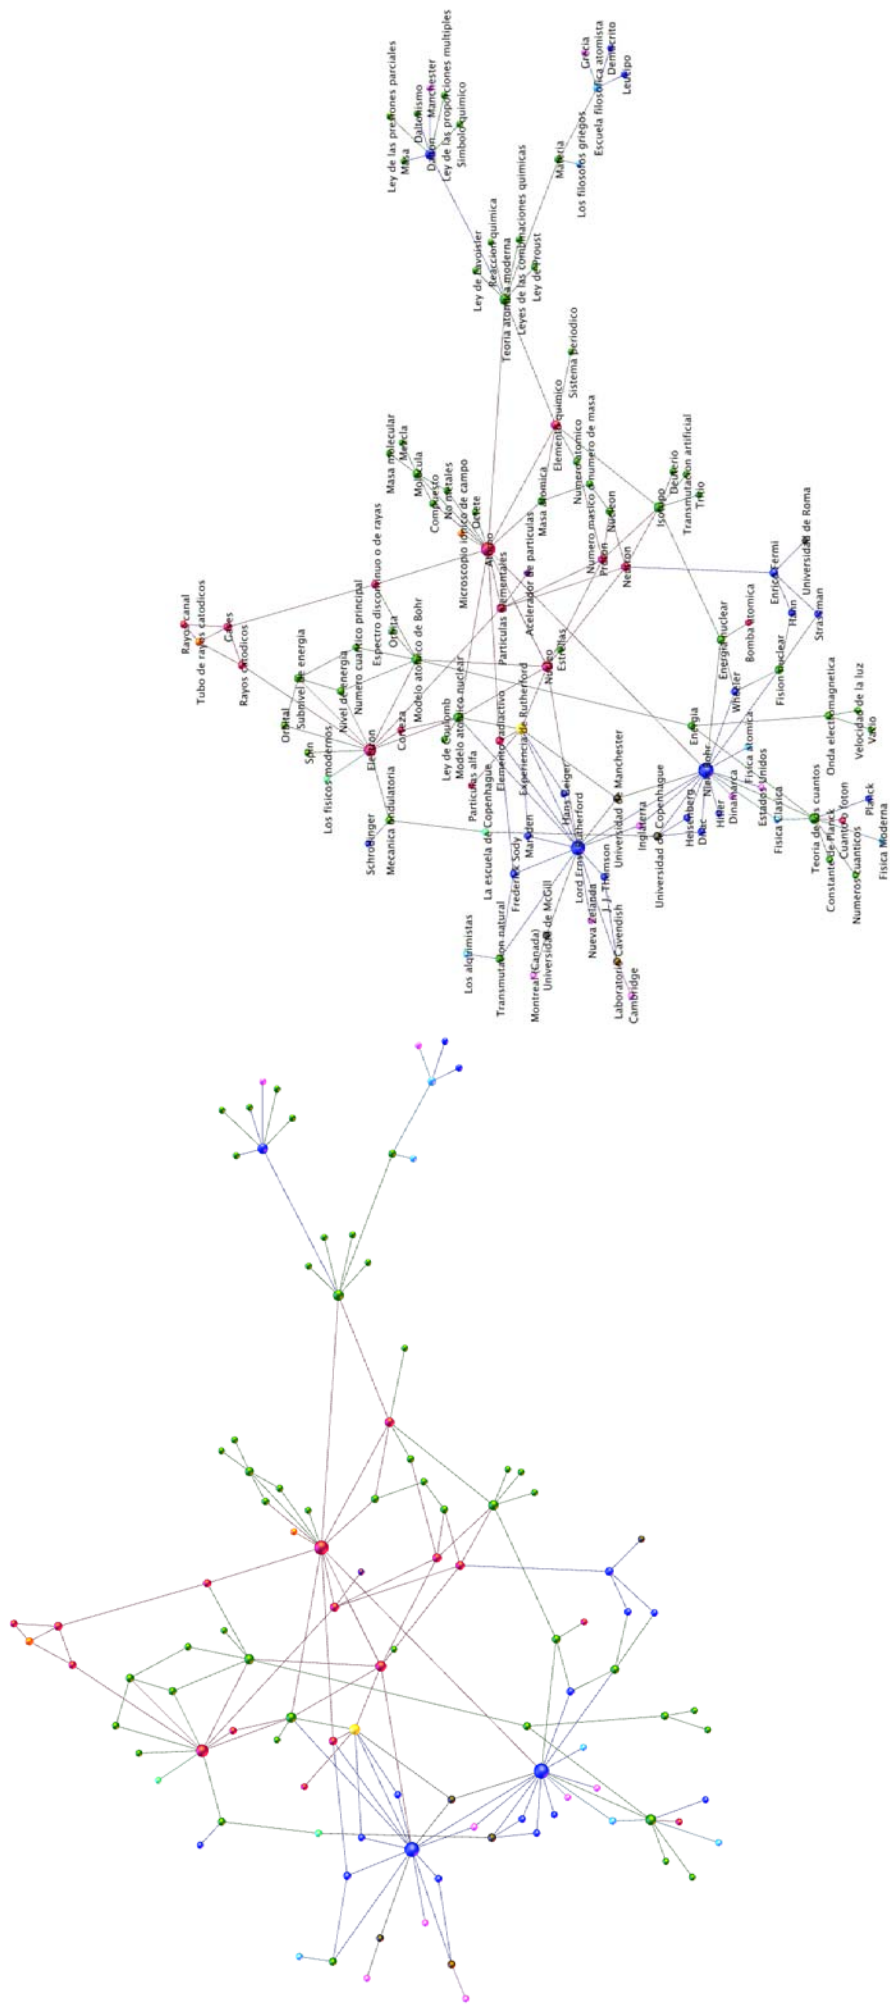 Rayos canal
Tubo de rayos catodicos
Gases
Rayos catodicos
Orbital
Subnivel de energia
Spin
Los fisicos modernos
Nivel de energia
Numero cuantico principal
Schrodinger
Electron
Espectro discontinuo o de rayas
Mecanica ondulatoria
Masa molecular
Ley de las presiones parciales
Orbita
Corteza
Mezcla
Masa
Modelo atomico de Bohr
Molecula
Daltonismo
Dalton
Manchester
Compuesto
Ley de Coulomb
Ley de las proporciones multiples
No metales
Modelo atomico nuclear
Simbolo quimico
Microscopio ionico de campo
Los alquimistas
Particulas alfa
Octete
Ley de Lavoisier
La escuela de Copenhague
Atomo
Reaccion quimica
Transmutacion natural
Elemento radiactivo
Particulas elementales
Teoria atomica moderna
Frederick Sody
Experiencia de Rutherford
Leyes de las combinaciones quimicas
Marsden
Acelerador de particulas
Montreal (Canada)
Ley de Proust
Masa atomica
Universidad de McGill
Nucleo
Elemento quimico
Materia
Estrellas
Hans Geiger
Sistema periodico
Numero atomico
Lord Ernst Rutherford
Los filosofos griegos
Grecia
Numero masico o numero de masa
Nueva Zelanda
Escuela filosofica atomista
Proton
J. J. Thomson
Nucleon
Democrito
Laboratorio Cavendish
Universidad de Manchester
Neutron
Leucipo
Cambridge
Inglaterra
Universidad de Copenhague
Isotopo
Deuterio
Transmutacion artificial
Heisenberg
Energia
Tritio
Dirac
Niels Bohr
Hitler
Energia nuclear
Dinamarca
Wheeler
Bomba atomica
Fisica atomica
Estados Unidos
Enrico Fermi
Fisica Clasica
Fision nuclear
Hahn
Universidad de Roma
Teoria de los cuantos
Strassman
Constante de Planck
Onda electromagnetica
Cuanto o foton
Numeros cuanticos
Velocidad de la luz
Planck
Vacio
Fisica Moderna